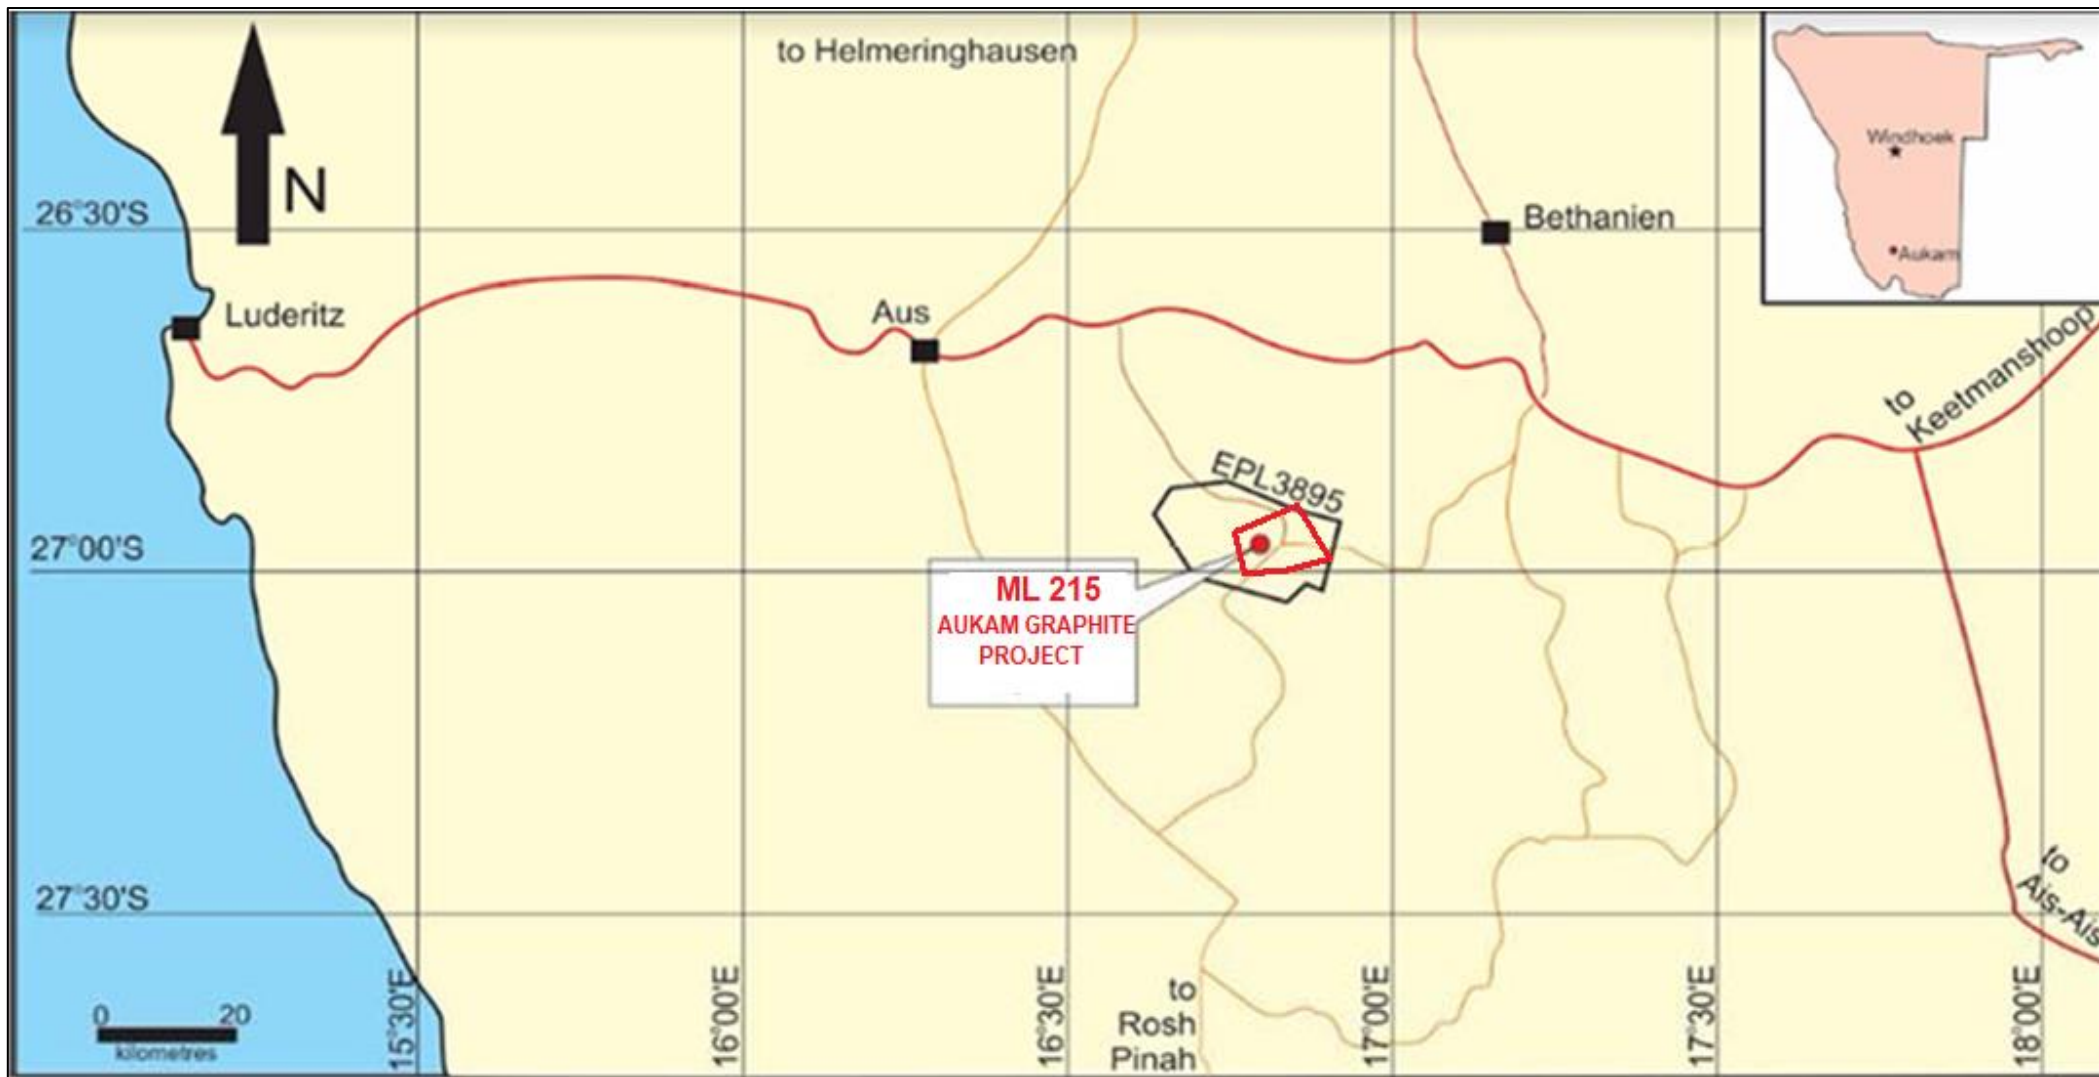 to Helmeringhausen
N
26°30'S
Bethanien
Windhoek
Aukam
Luderitz
Aus
to
Keetmanshoop
EPL3895
27°00'S
ML 215
AUKAM GRAPHITE
PROJECT
27°30'S
to
Ais-Ais
0 20
kilometres
15°30'E
16°00'E
16°30'E
to
Rosh
Pinah
17°00'E
17°30'E
18°00'E